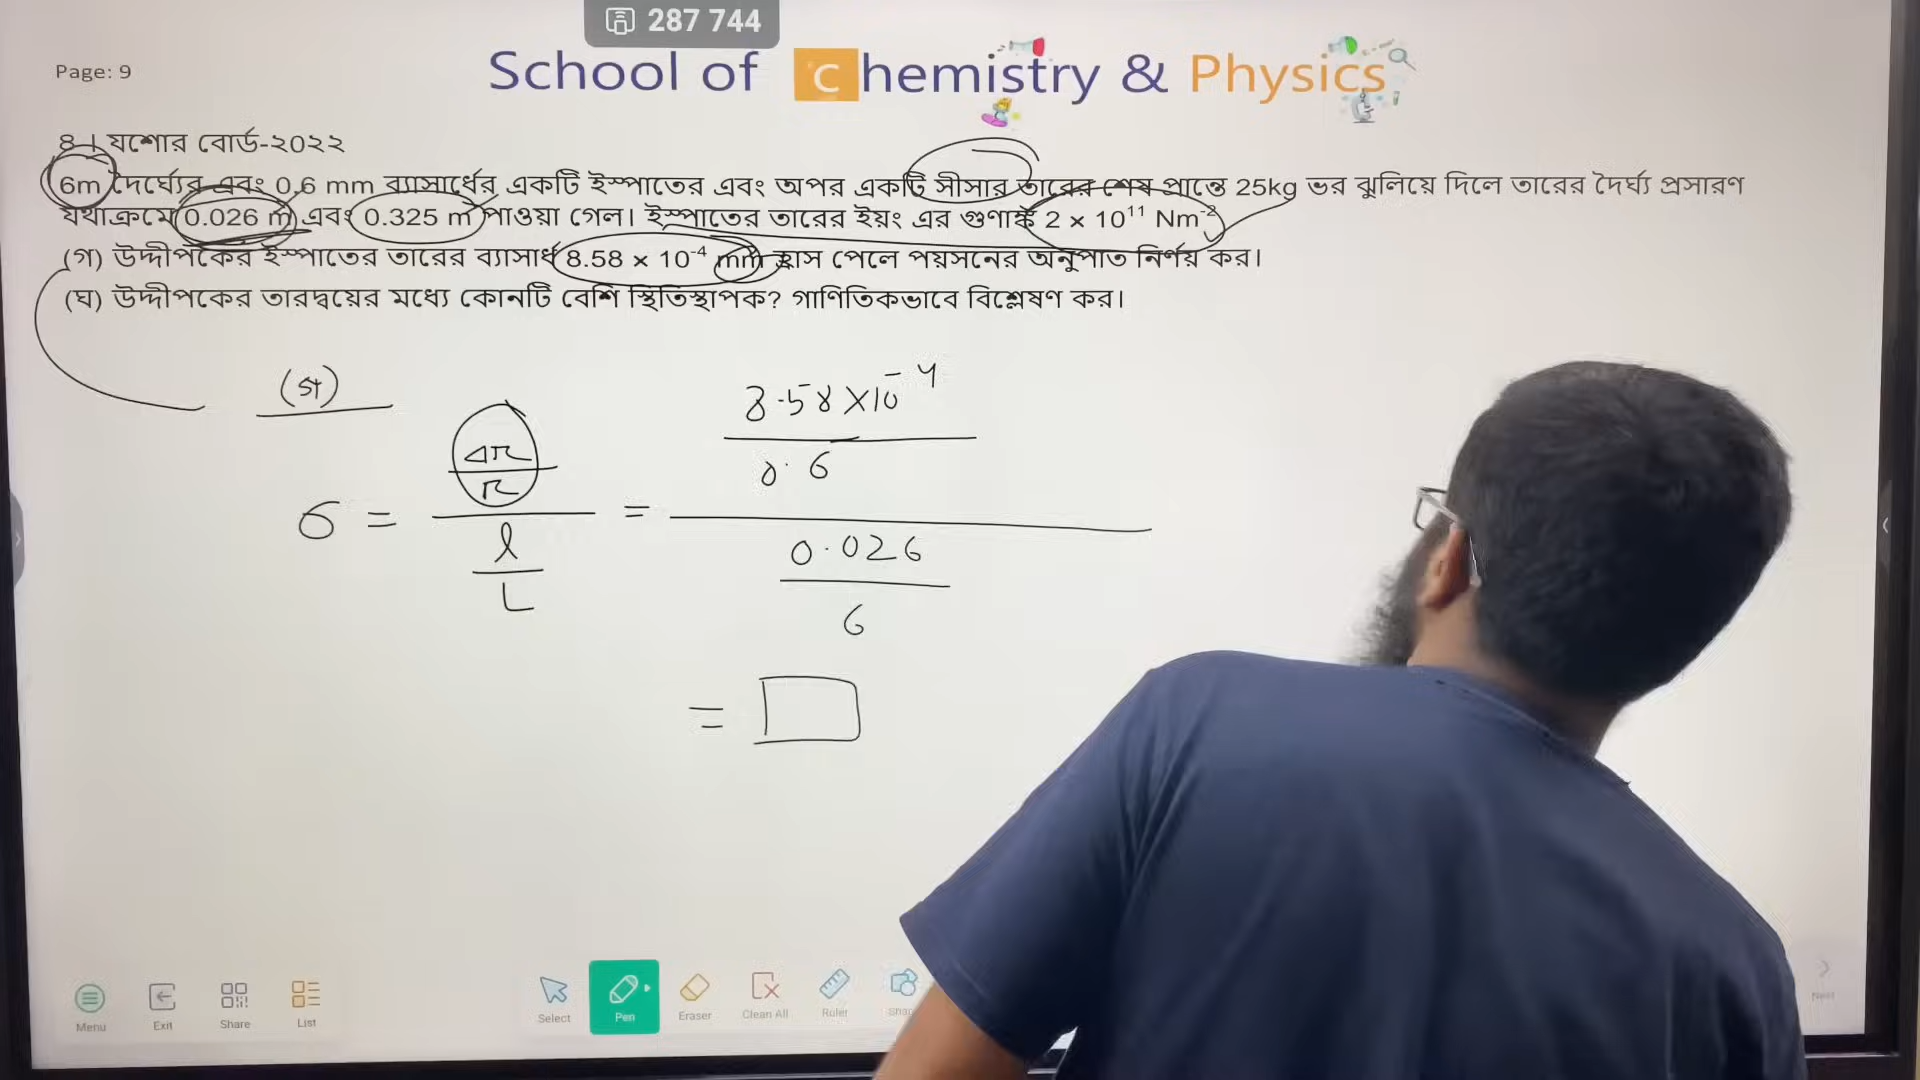 287 744
Page: 9
School of Chemistry & Physics
8। যশোর বোর্ড-২০২২
6m দৈর্ঘ্যের এবং 0.6 mm ব্যাসার্ধের একটি ইস্পাতের এবং অপর একটি সীসার তারের শেষ প্রান্তে 25kg ভর ঝুলিয়ে দিলে তারের দৈর্ঘ্য প্রসারণ
যথাক্রমে 0.026 m এবং 0.325 m পাওয়া গেল। ইস্পাতের তারের ইয়ং এর গুণাঙ্ক 2 × 10¹¹ Nm⁻²
(গ) উদ্দীপকের ইস্পাতের তারের ব্যাসার্ধ 8.58 × 10⁻⁴ mm হ্রাস পেলে পয়সনের অনুপাত নির্ণয় কর।
(ঘ) উদ্দীপকের তারদ্বয়ের মধ্যে কোনটি বেশি স্থিতিস্থাপক? গাণিতিকভাবে বিশ্লেষণ কর।
(গ)
8.58 × 10⁻⁴
Δr
r
0.6
σ = =
l
L
0.026
6
=
Menu
Exit
Share
List
Select
Pen
Eraser
Clean All
Ruler
Next